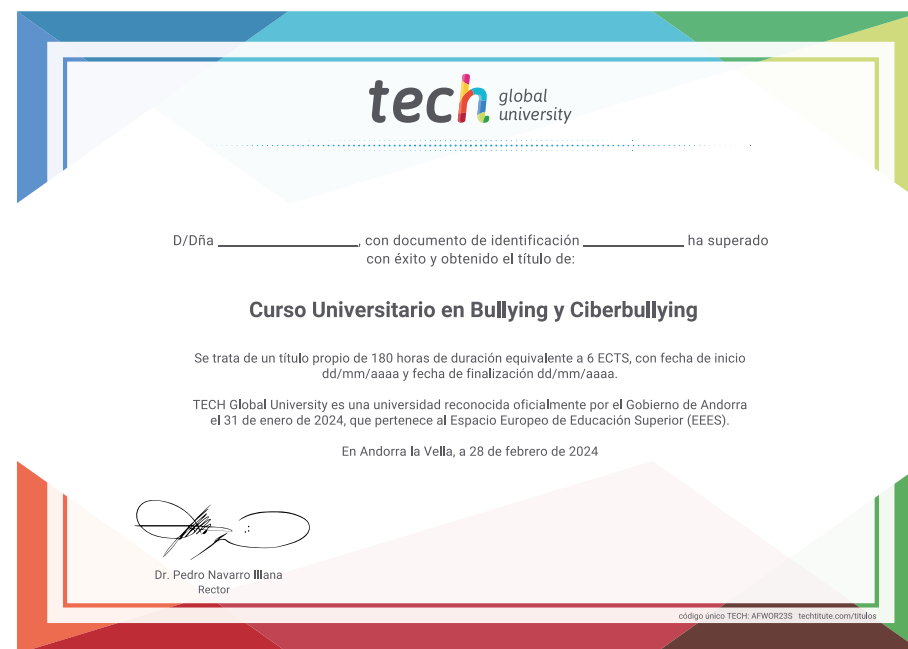 tech global university
D/Dña ____________________, con documento de identificación ______________ ha superado
con éxito y obtenido el título de:
Curso Universitario en Bullying y Ciberbullying
Se trata de un título propio de 180 horas de duración equivalente a 6 ECTS, con fecha de inicio
dd/mm/aaaa y fecha de finalización dd/mm/aaaa.
TECH Global University es una universidad reconocida oficialmente por el Gobierno de Andorra
el 31 de enero de 2024, que pertenece al Espacio Europeo de Educación Superior (EEES).
En Andorra la Vella, a 28 de febrero de 2024
Dr. Pedro Navarro Illana
Rector
código único TECH: AFWOR23S techtitute.com/titulos